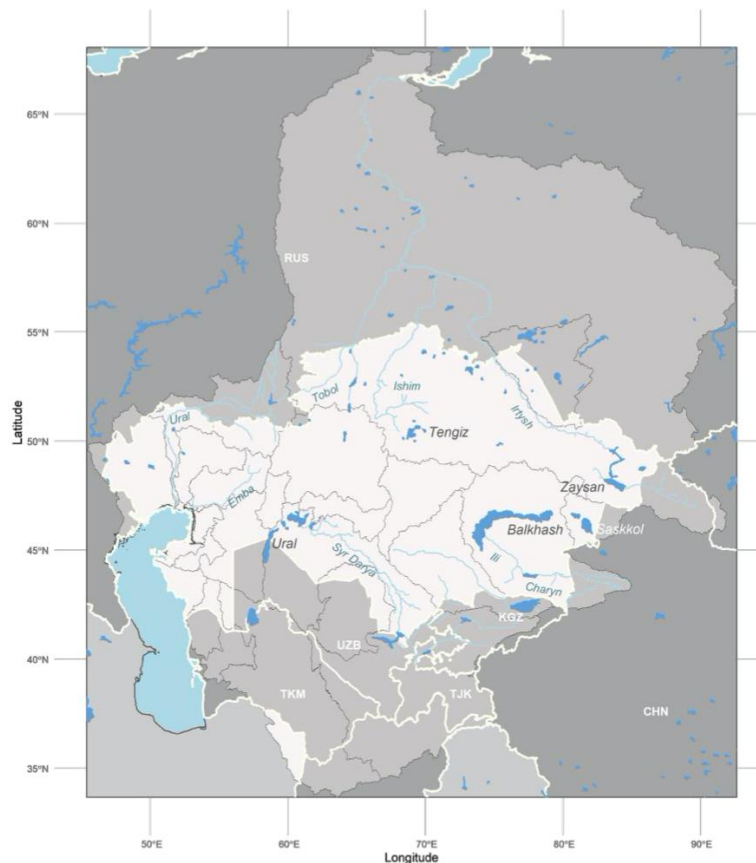 65°N
60°N
RUS
55°N
Tobol
Ishim
Irtysh
Ural
50°N
Tengiz
Latitude
Emba
Zaysan
Balkhash
Saskkol
Ural
45°N
Syr Darya
Ili
Charyn
KGZ
UZB
40°N
TKM
TJK
CHN
35°N
50°E
60°E
70°E
80°E
90°E
Longitude